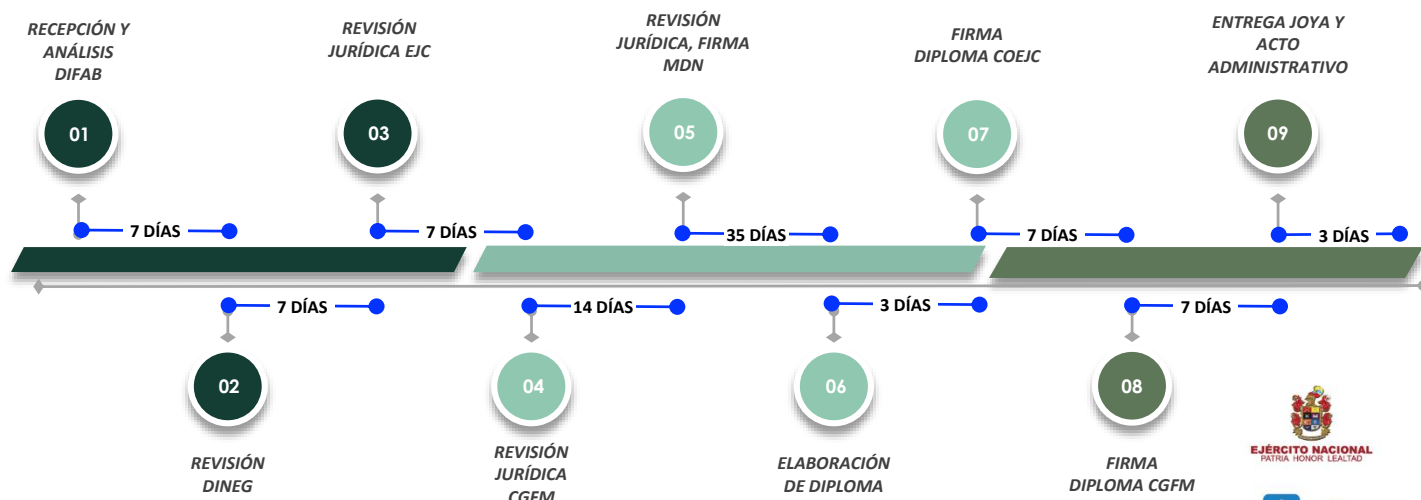 RECEPCIÓN Y
ANÁLISIS
DIFAB
01
7 DÍAS
REVISIÓN
DINEG
02
7 DÍAS
REVISIÓN
JURÍDICA EJC
03
7 DÍAS
REVISIÓN
JURÍDICA
CGFM
04
14 DÍAS
REVISIÓN
JURÍDICA, FIRMA
MDN
05
35 DÍAS
ELABORACIÓN
DE DIPLOMA
06
3 DÍAS
FIRMA
DIPLOMA COEJC
07
7 DÍAS
FIRMA
DIPLOMA CGFM
08
7 DÍAS
ENTREGA JOYA Y
ACTO
ADMINISTRATIVO
09
3 DÍAS
EJÉRCITO NACIONAL
PATRIA HONOR LEALTAD